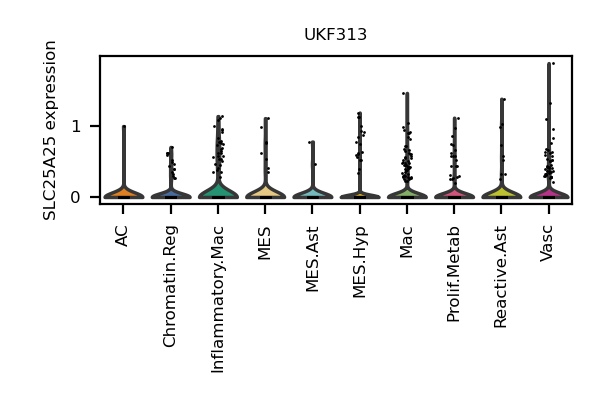 UKF313
SLC25A25 expression
1
0
AC
Chromatin.Reg
Inflammatory.Mac
MES
MES.Ast
MES.Hyp
Mac
Prolif.Metab
Reactive.Ast
Vasc